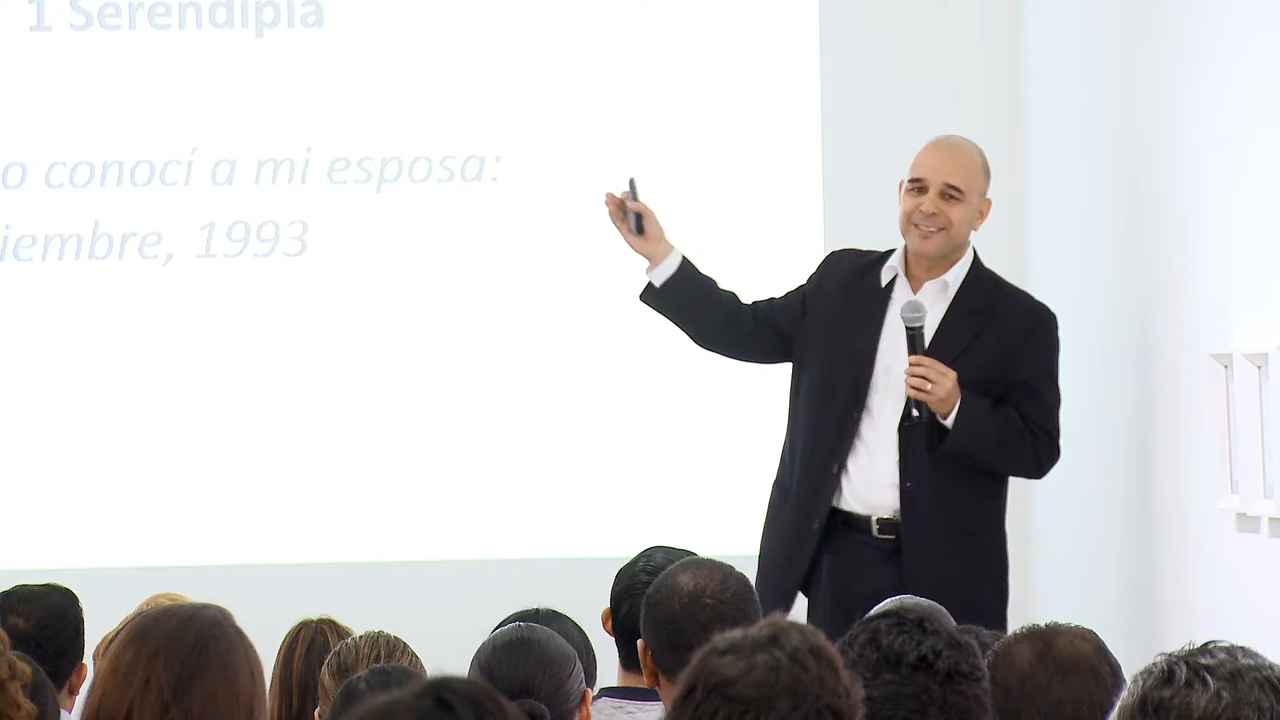 1 Serendipia
o conocí a mi esposa:
iembre, 1993